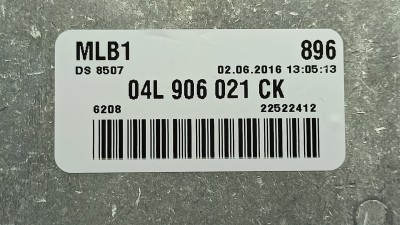 MLB1 896
DS 8507 02.06.2016 13:05:13
04L 906 021 CK
6208 22522412